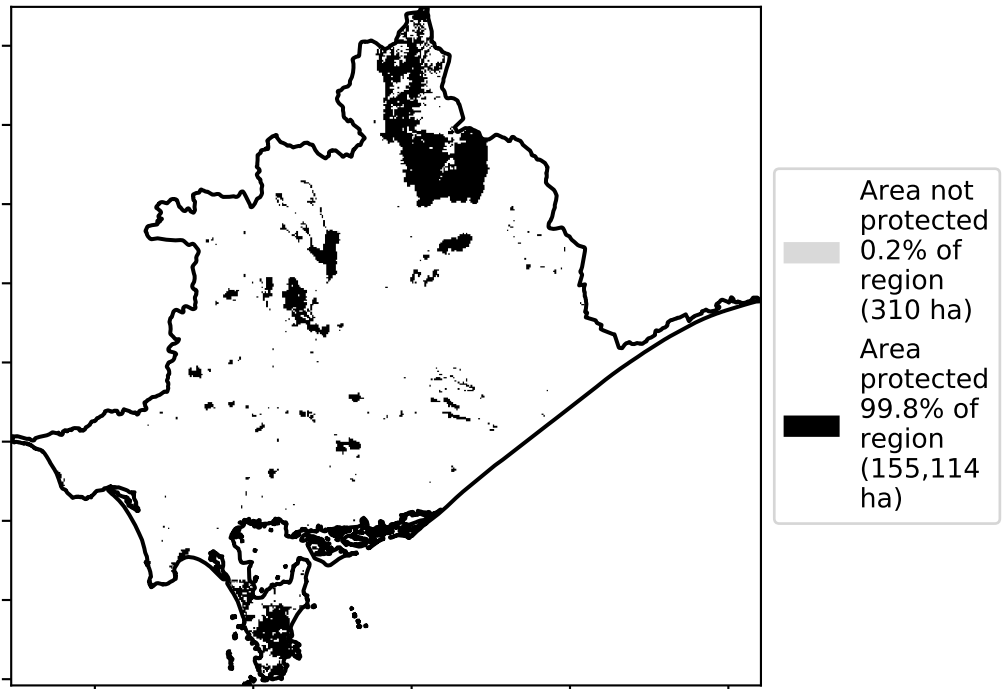 Area not
protected
0.2% of
region
(310 ha)
Area
protected
99.8% of
region
(155,114
ha)